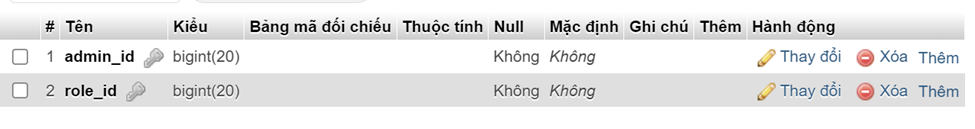 # Tên Kiểu Bảng mã đối chiếu Thuộc tính Null Mặc định Ghi chú Thêm Hành động
1 admin_id bigint(20) Không Không Thay đổi Xóa Thêm
2 role_id bigint(20) Không Không Thay đổi Xóa Thêm